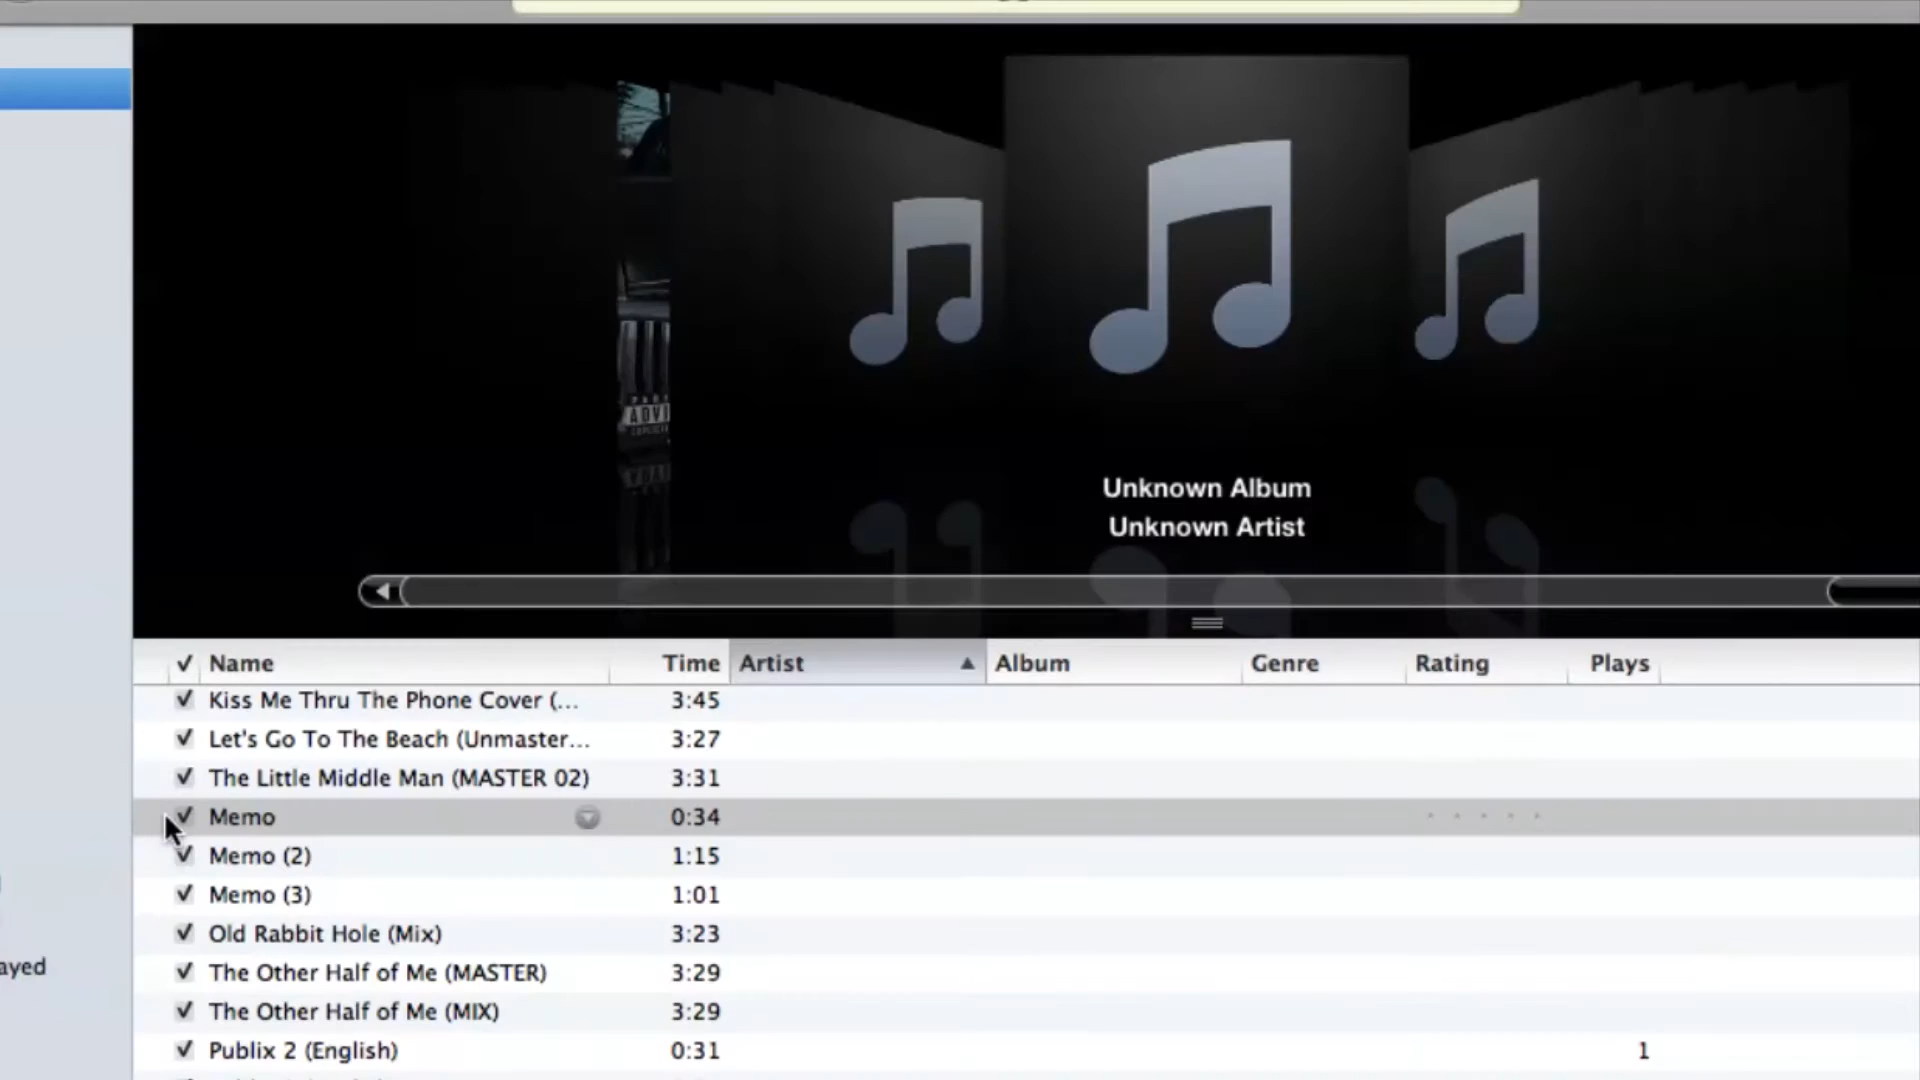 ADVI
Unknown Album
Unknown Artist
✓ Name Time Artist ▲ Album Genre Rating Plays
✓ Kiss Me Thru The Phone Cover (... 3:45
✓ Let's Go To The Beach (Unmaster... 3:27
✓ The Little Middle Man (MASTER 02) 3:31
✓ Memo 0:34
✓ Memo (2) 1:15
✓ Memo (3) 1:01
✓ Old Rabbit Hole (Mix) 3:23
ayed
✓ The Other Half of Me (MASTER) 3:29
✓ The Other Half of Me (MIX) 3:29
✓ Publix 2 (English) 0:31 1